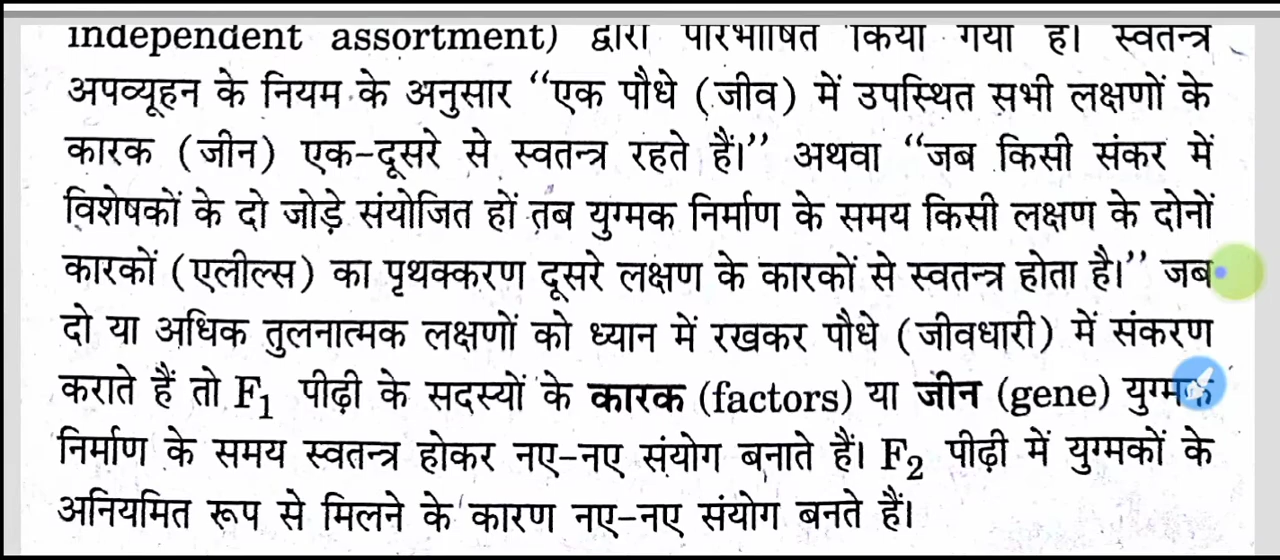 independent assortment) द्वारा पारिभाषित किया गया है। स्वतन्त्र
अपव्यूहन के नियम के अनुसार “एक पौधे (जीव) में उपस्थित सभी लक्षणों के
कारक (जीन) एक-दूसरे से स्वतन्त्र रहते हैं।” अथवा “जब किसी संकर में
विशेषकों के दो जोड़े संयोजित हों तब युग्मक निर्माण के समय किसी लक्षण के दोनों
कारकों (एलील्स) का पृथक्करण दूसरे लक्षण के कारकों से स्वतन्त्र होता है।” जब
दो या अधिक तुलनात्मक लक्षणों को ध्यान में रखकर पौधे (जीवधारी) में संकरण
कराते हैं तो F₁ पीढ़ी के सदस्यों के कारक (factors) या जीन (gene) युग्मक
निर्माण के समय स्वतन्त्र होकर नए-नए संयोग बनाते हैं। F₂ पीढ़ी में युग्मकों के
अनियमित रूप से मिलने के कारण नए-नए संयोग बनते हैं।